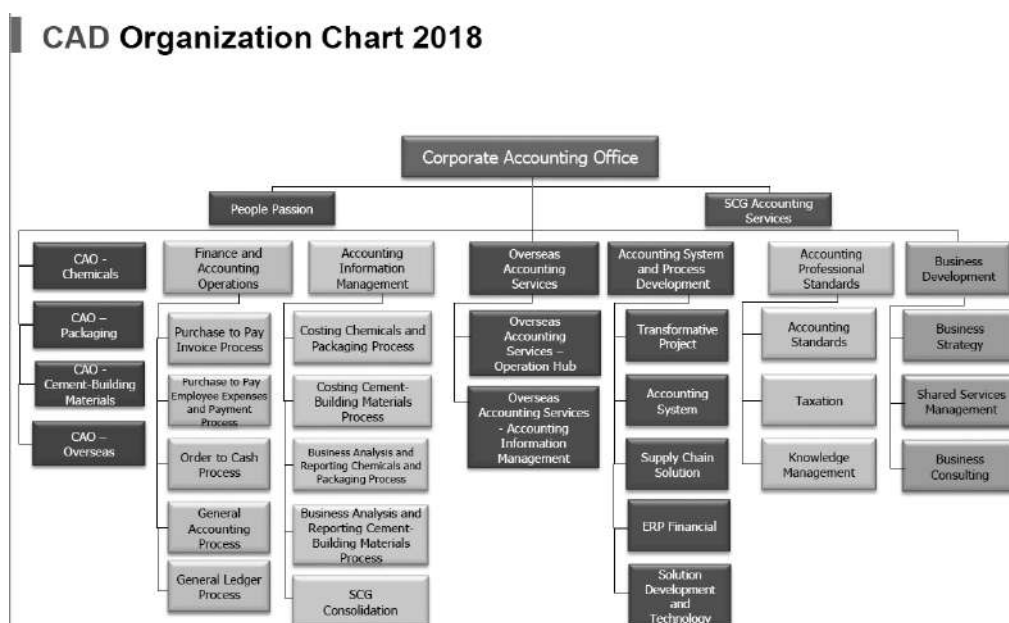 CAD Organization Chart 2018
Corporate Accounting Office
People Passion
SCG Accounting
Services
CAO -
Chemicals
CAO –
Packaging
CAO -
Cement-Building
Materials
CAO –
Overseas
Finance and
Accounting
Operations
Purchase to Pay
Invoice Process
Purchase to Pay
Employee Expenses
and Payment
Process
Order to Cash
Process
General
Accounting
Process
General Ledger
Process
Accounting
Information
Management
Costing Chemicals and
Packaging Process
Costing Cement-
Building Materials
Process
Business Analysis and
Reporting Chemicals and
Packaging Process
Business Analysis and
Reporting Cement-
Building Materials
Process
SCG
Consolidation
Overseas
Accounting
Services
Overseas
Accounting
Services –
Operation Hub
Overseas
Accounting Services
- Accounting
Information
Management
Accounting System
and Process
Development
Transformative
Project
Accounting
System
Supply Chain
Solution
ERP Financial
Solution
Development
and
Technology
Accounting
Professional
Standards
Accounting
Standards
Taxation
Knowledge
Management
Business
Development
Business
Strategy
Shared Services
Management
Business
Consulting